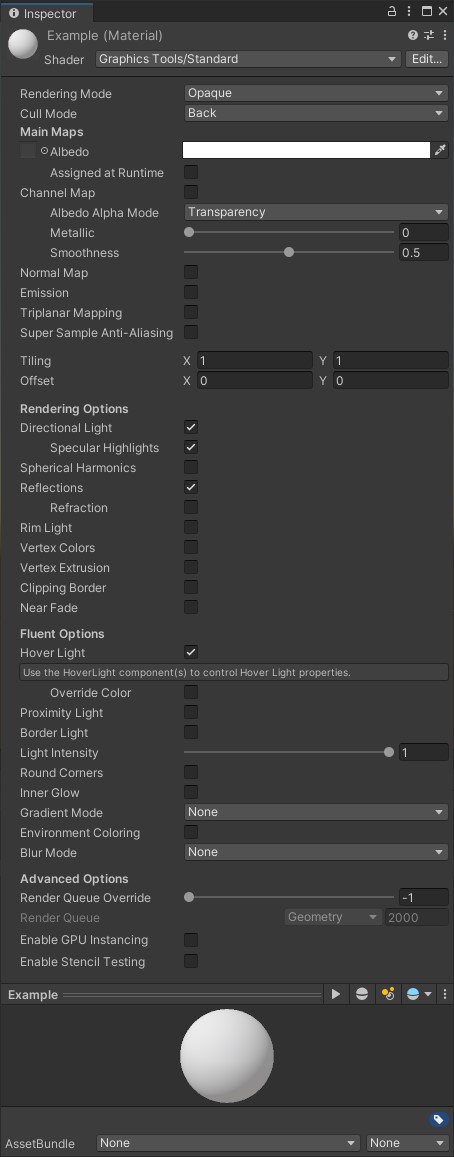 Inspector
Example (Material)
Shader Graphics Tools/Standard Edit...
Rendering Mode Opaque
Cull Mode Back
Main Maps
Albedo
Assigned at Runtime
Channel Map
Albedo Alpha Mode Transparency
Metallic 0
Smoothness 0.5
Normal Map
Emission
Triplanar Mapping
Super Sample Anti-Aliasing
Tiling X 1 Y 1
Offset X 0 Y 0
Rendering Options
Directional Light
Specular Highlights
Spherical Harmonics
Reflections
Refraction
Rim Light
Vertex Colors
Vertex Extrusion
Clipping Border
Near Fade
Fluent Options
Hover Light
Use the HoverLight component(s) to control Hover Light properties.
Override Color
Proximity Light
Border Light
Light Intensity 1
Round Corners
Inner Glow
Gradient Mode None
Environment Coloring
Blur Mode None
Advanced Options
Render Queue Override -1
Render Queue Geometry 2000
Enable GPU Instancing
Enable Stencil Testing
Example
AssetBundle None None